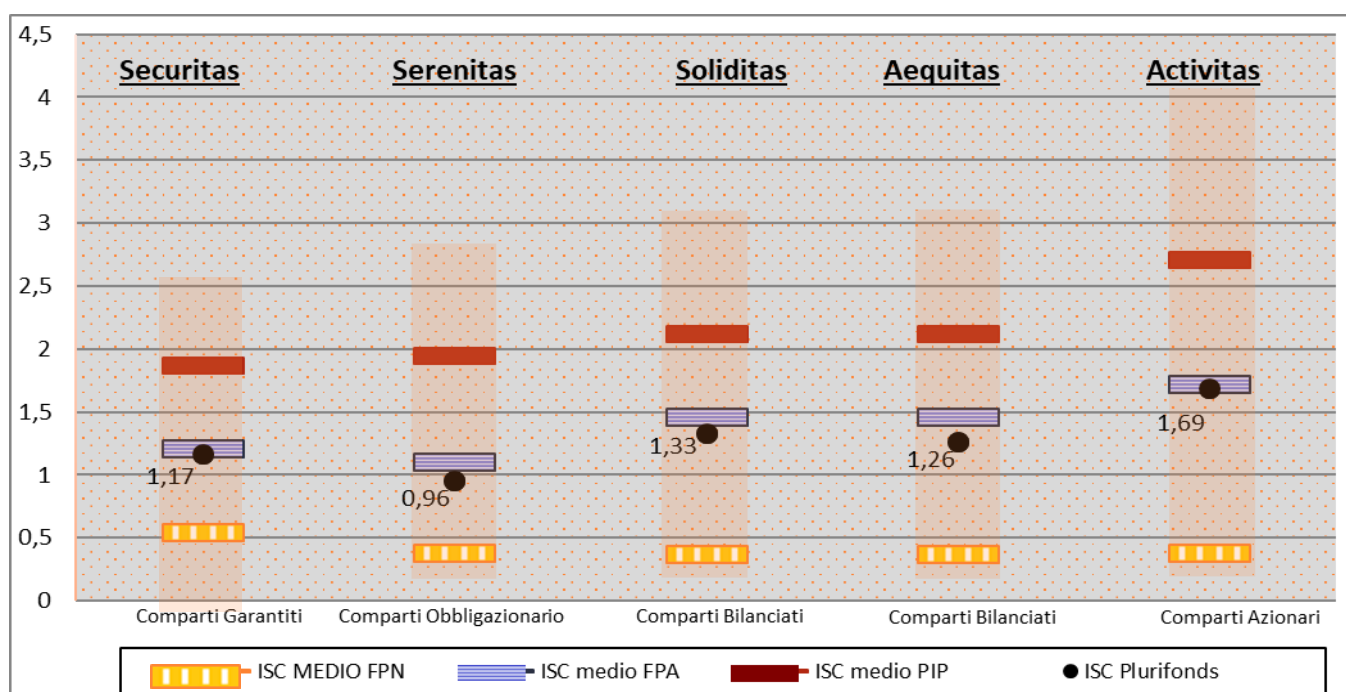 4,5
Securitas Serenitas Soliditas Aequitas Activitas
4
3,5
3
2,5
2
1,5
1,17 0,96 1,33 1,26 1,69
1
0,5
0
Comparti Garantiti Comparti Obbligazionario Comparti Bilanciati Comparti Bilanciati Comparti Azionari
ISC MEDIO FPN ISC medio FPA ISC medio PIP ISC Plurifonds